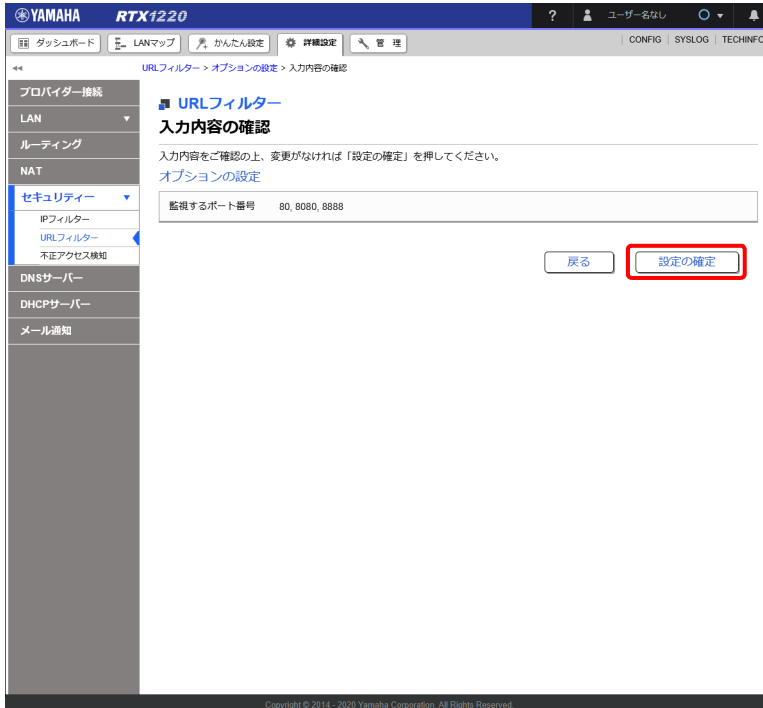 YAMAHA RTX1220 ? ユーザー名なし
ダッシュボード LANマップ かんたん設定 詳細設定 管 理 CONFIG SYSLOG TECHINFO
URLフィルター > オプションの設定 > 入力内容の確認
プロバイダー接続
LAN
ルーティング
NAT
セキュリティー
IPフィルター
URLフィルター
不正アクセス検知
DNSサーバー
DHCPサーバー
メール通知
URLフィルター
入力内容の確認
入力内容をご確認の上、変更がなければ「設定の確定」を押してください。
オプションの設定
監視するポート番号 80, 8080, 8888
戻る 設定の確定
Copyright © 2014 - 2020 Yamaha Corporation. All Rights Reserved.